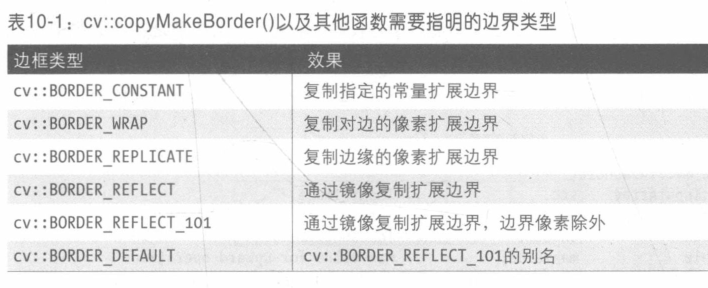 表10-1：cv::copyMakeBorder()以及其他函数需要指明的边界类型
边框类型 效果
cv::BORDER_CONSTANT 复制指定的常量扩展边界
cv::BORDER_WRAP 复制对边的像素扩展边界
cv::BORDER_REPLICATE 复制边缘的像素扩展边界
cv::BORDER_REFLECT 通过镜像复制扩展边界
cv::BORDER_REFLECT_101 通过镜像复制扩展边界，边界像素除外
cv::BORDER_DEFAULT cv::BORDER_REFLECT_101的别名